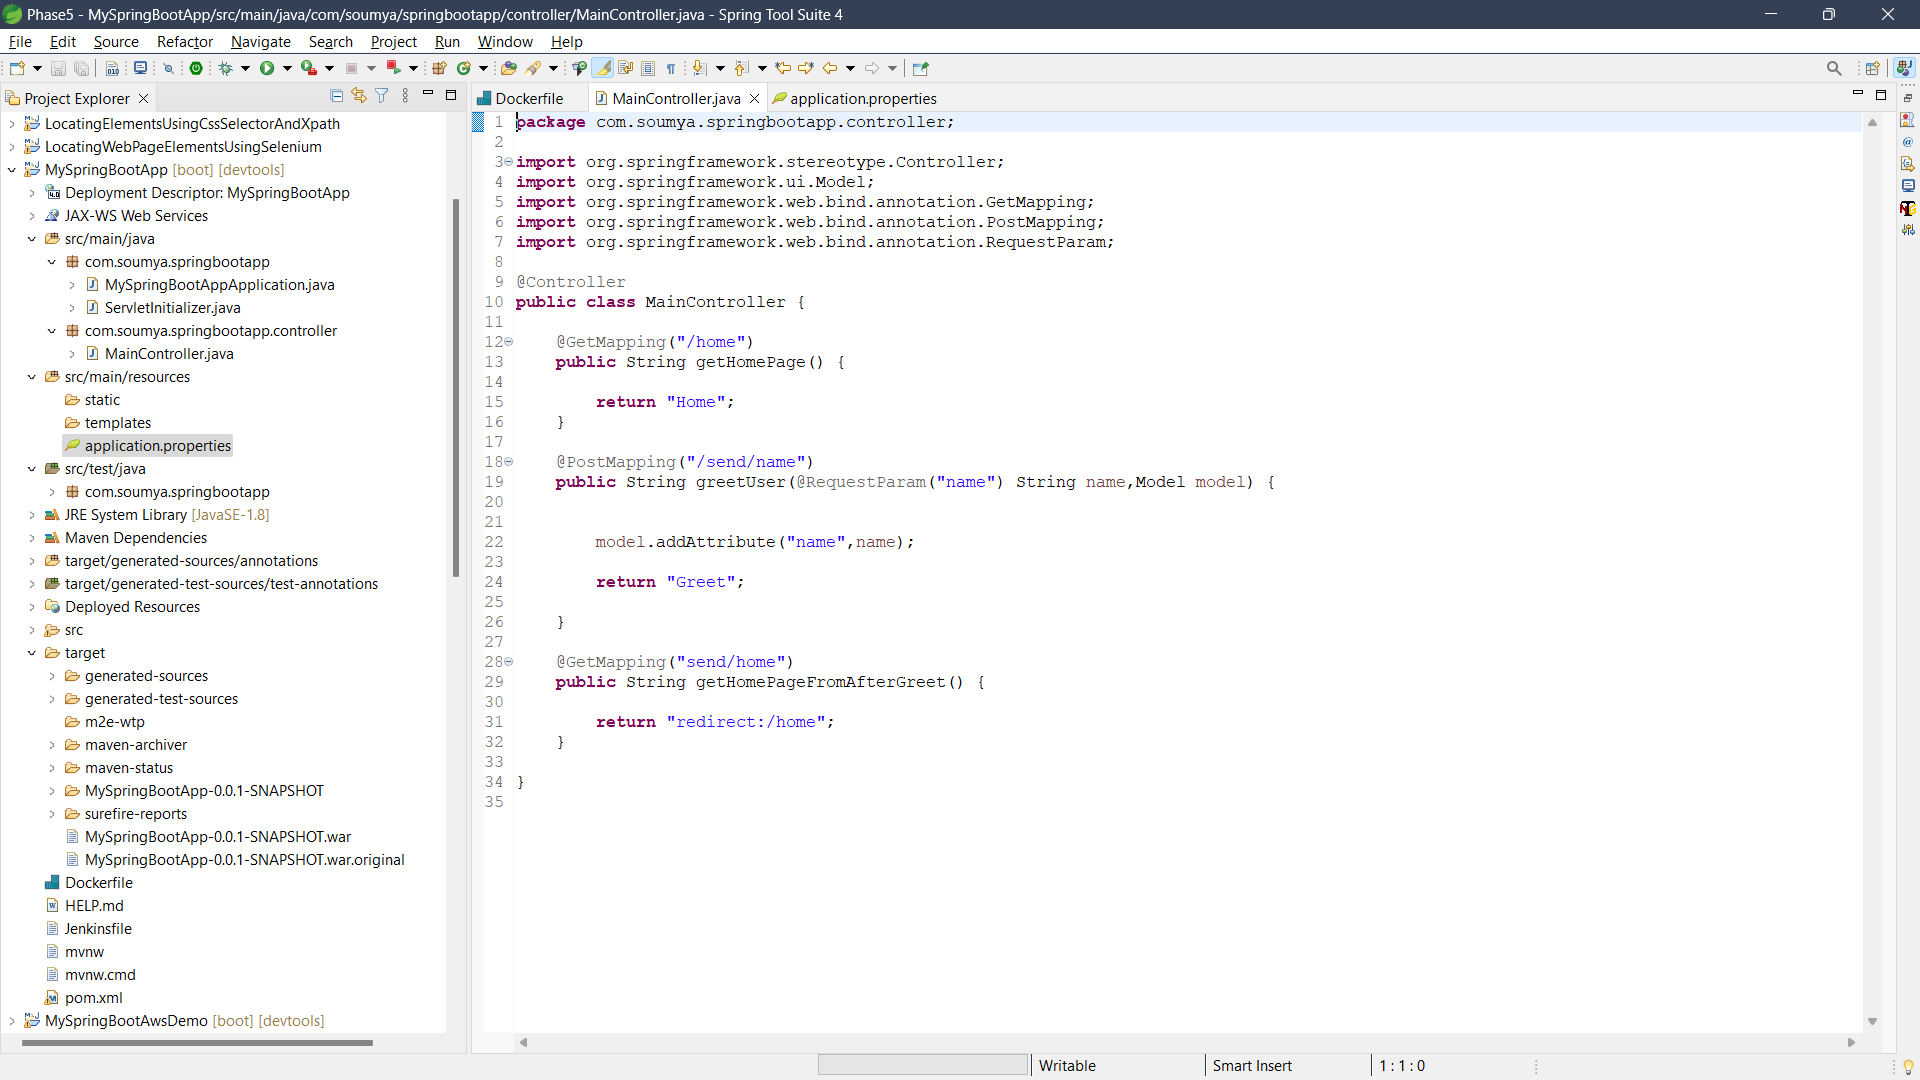 Phase5 - MySpringBootApp/src/main/java/com/soumya/springbootapp/controller/MainController.java - Spring Tool Suite 4
File Edit Source Refactor Navigate Search Project Run Window Help
Project Explorer
LocatingElementsUsingCssSelectorAndXpath
LocatingWebPageElementsUsingSelenium
MySpringBootApp [boot] [devtools]
Deployment Descriptor: MySpringBootApp
JAX-WS Web Services
src/main/java
com.soumya.springbootapp
MySpringBootAppApplication.java
ServletInitializer.java
com.soumya.springbootapp.controller
MainController.java
src/main/resources
static
templates
application.properties
src/test/java
com.soumya.springbootapp
JRE System Library [JavaSE-1.8]
Maven Dependencies
target/generated-sources/annotations
target/generated-test-sources/test-annotations
Deployed Resources
src
target
generated-sources
generated-test-sources
m2e-wtp
maven-archiver
maven-status
MySpringBootApp-0.0.1-SNAPSHOT
surefire-reports
MySpringBootApp-0.0.1-SNAPSHOT.war
MySpringBootApp-0.0.1-SNAPSHOT.war.original
Dockerfile
HELP.md
Jenkinsfile
mvnw
mvnw.cmd
pom.xml
MySpringBootAwsDemo [boot] [devtools]
Dockerfile MainController.java application.properties
1 package com.soumya.springbootapp.controller;
2
3 import org.springframework.stereotype.Controller;
4 import org.springframework.ui.Model;
5 import org.springframework.web.bind.annotation.GetMapping;
6 import org.springframework.web.bind.annotation.PostMapping;
7 import org.springframework.web.bind.annotation.RequestParam;
8
9 @Controller
10 public class MainController {
11
12 @GetMapping("/home")
13 public String getHomePage() {
14
15 return "Home";
16 }
17
18 @PostMapping("/send/name")
19 public String greetUser(@RequestParam("name") String name,Model model) {
20
21
22 model.addAttribute("name",name);
23
24 return "Greet";
25
26 }
27
28 @GetMapping("send/home")
29 public String getHomePageFromAfterGreet() {
30
31 return "redirect:/home";
32 }
33
34 }
35
Writable Smart Insert 1 : 1 : 0